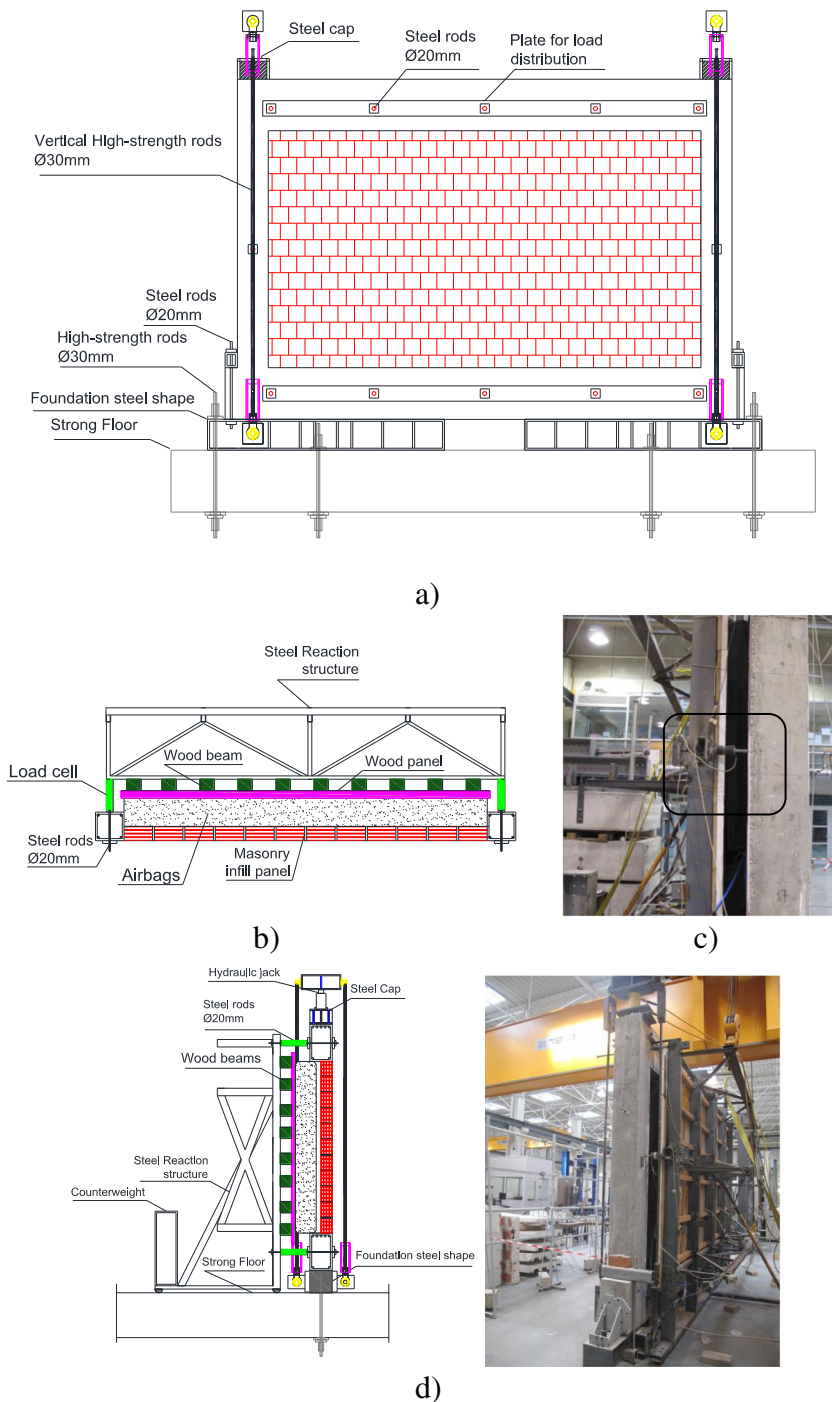 Steel cap
Steel rods
Ø20mm
Plate for load
distribution
Vertical High-strength rods
Ø30mm
Steel rods
Ø20mm
High-strength rods
Ø30mm
Foundation steel shape
Strong Floor
a)
Steel Reaction
structure
Wood beam
Wood panel
Load cell
Steel rods
Ø20mm
Airbags
Masonry
infill panel
b)
c)
Hydraulic jack
Steel Cap
Steel rods
Ø20mm
Wood beams
Steel Reaction
structure
Counterweight
Strong Floor
Foundation steel shape
d)